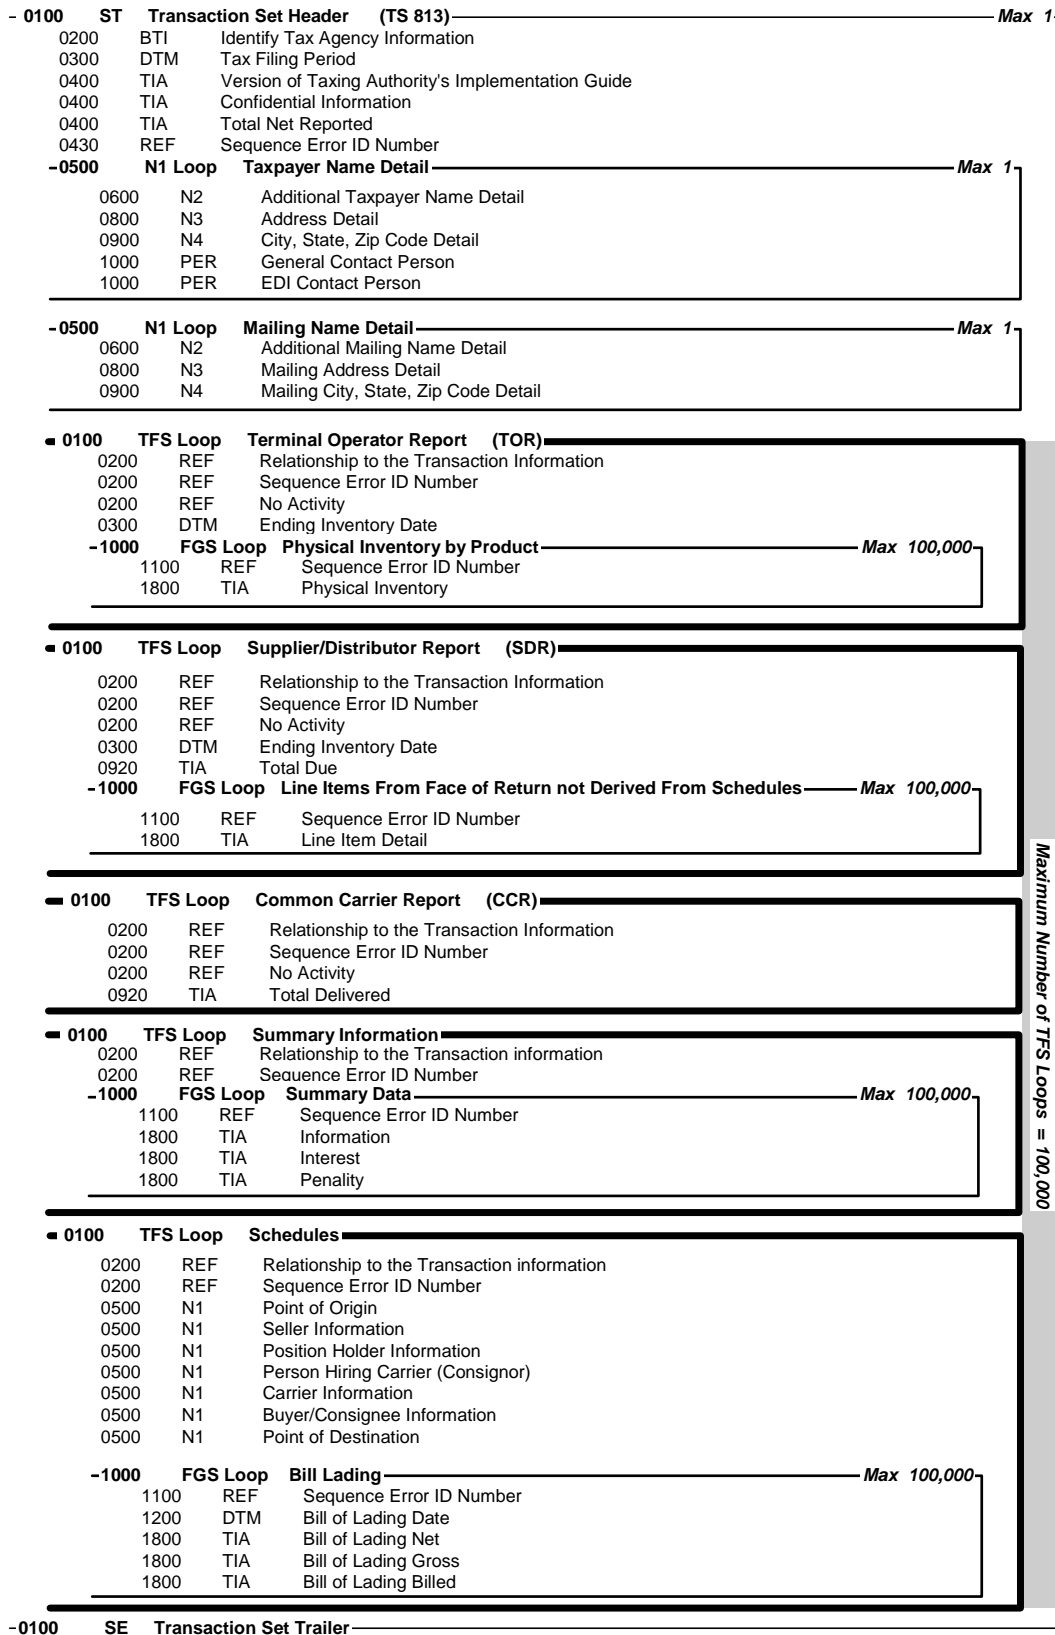 0100 ST Transaction Set Header (TS 813) Max 1
0200 BTI Identify Tax Agency Information
0300 DTM Tax Filing Period
0400 TIA Version of Taxing Authority's Implementation Guide
0400 TIA Confidential Information
0400 TIA Total Net Reported
0430 REF Sequence Error ID Number
0500 N1 Loop Taxpayer Name Detail Max 1
0600 N2 Additional Taxpayer Name Detail
0800 N3 Address Detail
0900 N4 City, State, Zip Code Detail
1000 PER General Contact Person
1000 PER EDI Contact Person
0500 N1 Loop Mailing Name Detail Max 1
0600 N2 Additional Mailing Name Detail
0800 N3 Mailing Address Detail
0900 N4 Mailing City, State, Zip Code Detail
0100 TFS Loop Terminal Operator Report (TOR)
0200 REF Relationship to the Transaction Information
0200 REF Sequence Error ID Number
0200 REF No Activity
0300 DTM Ending Inventory Date
1000 FGS Loop Physical Inventory by Product Max 100,000
1100 REF Sequence Error ID Number
1800 TIA Physical Inventory
0100 TFS Loop Supplier/Distributor Report (SDR)
0200 REF Relationship to the Transaction Information
0200 REF Sequence Error ID Number
0200 REF No Activity
0300 DTM Ending Inventory Date
0920 TIA Total Due
1000 FGS Loop Line Items From Face of Return not Derived From Schedules Max 100,000
1100 REF Sequence Error ID Number
1800 TIA Line Item Detail
0100 TFS Loop Common Carrier Report (CCR)
0200 REF Relationship to the Transaction Information
0200 REF Sequence Error ID Number
0200 REF No Activity
0920 TIA Total Delivered
0100 TFS Loop Summary Information
0200 REF Relationship to the Transaction information
0200 REF Sequence Error ID Number
1000 FGS Loop Summary Data Max 100,000
1100 REF Sequence Error ID Number
1800 TIA Information
1800 TIA Interest
1800 TIA Penality
0100 TFS Loop Schedules
0200 REF Relationship to the Transaction information
0200 REF Sequence Error ID Number
0500 N1 Point of Origin
0500 N1 Seller Information
0500 N1 Position Holder Information
0500 N1 Person Hiring Carrier (Consignor)
0500 N1 Carrier Information
0500 N1 Buyer/Consignee Information
0500 N1 Point of Destination
1000 FGS Loop Bill Lading Max 100,000
1100 REF Sequence Error ID Number
1200 DTM Bill of Lading Date
1800 TIA Bill of Lading Net
1800 TIA Bill of Lading Gross
1800 TIA Bill of Lading Billed
0100 SE Transaction Set Trailer
Maximum Number of TFS Loops = 100,000